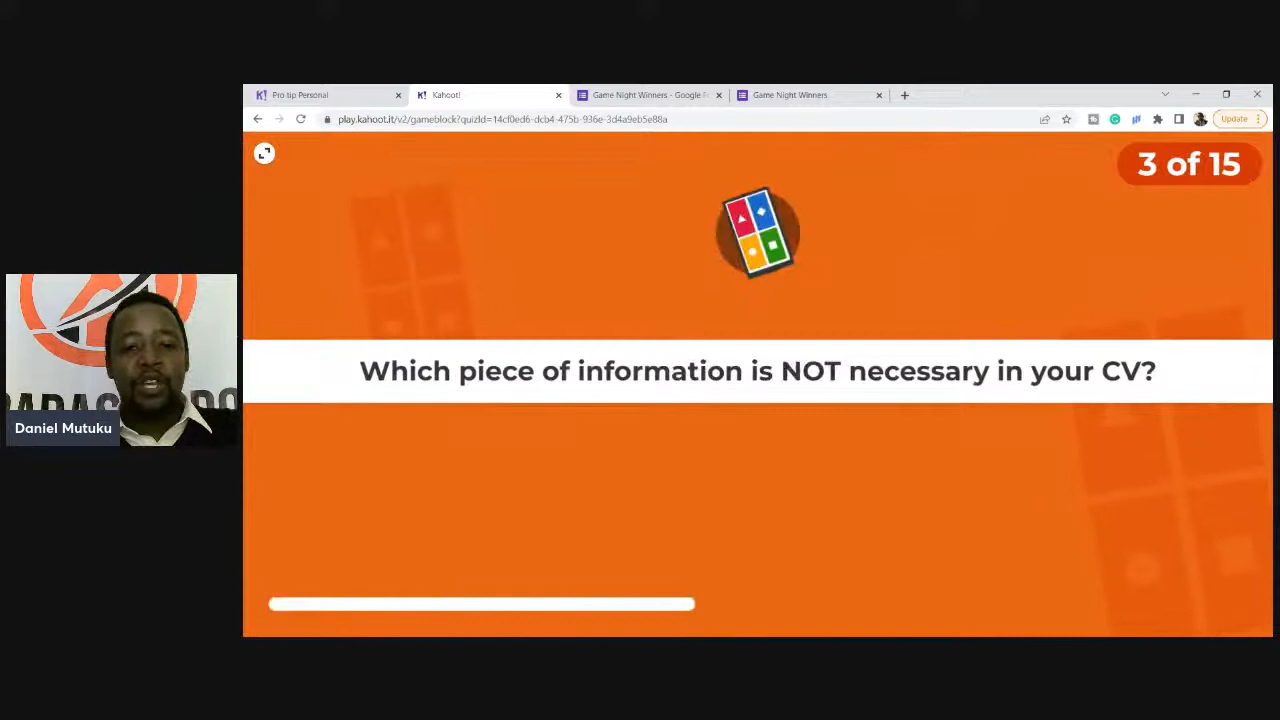 Pro tip Personal
Kahoot!
Game Night Winners - Google Fo
Game Night Winners
play.kahoot.it/v2/gameblock?quizId=14cf0ed6-dcb4-475b-936e-3d4a9eb5e88a
Update
3 of 15
Which piece of information is NOT necessary in your CV?
Daniel Mutuku